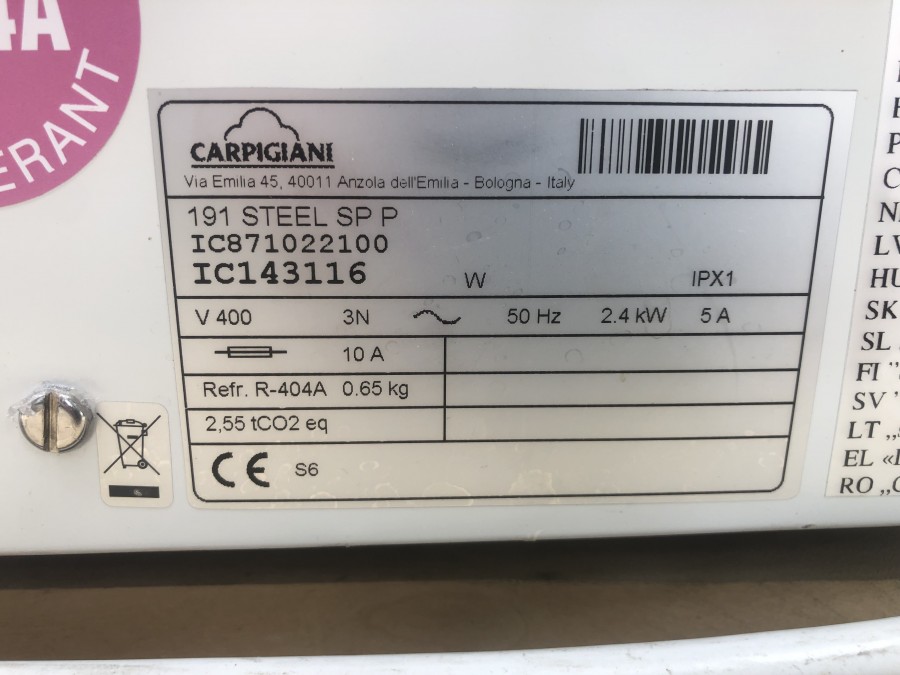 4A
ERANT
CARPIGIANI
Via Emilia 45, 40011 Anzola dell'Emilia - Bologna - Italy
191 STEEL SP P
IC871022100
IC143116
W
IPX1
V 400 3N 50 Hz 2.4 kW 5 A
10 A
Refr. R-404A 0.65 kg
2,55 tCO2 eq
CE S6
P
C
N
LV
HU
SK
SL
FI "
SV "
LT „
EL «
RO „